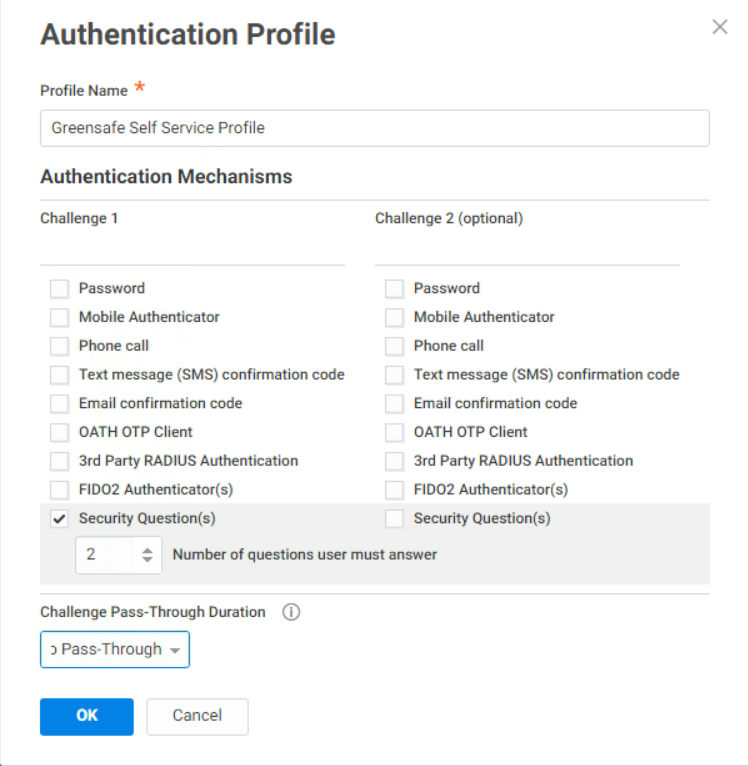 Authentication Profile
Profile Name *
Greensafe Self Service Profile
Authentication Mechanisms
Challenge 1 Challenge 2 (optional)
Password Password
Mobile Authenticator Mobile Authenticator
Phone call Phone call
Text message (SMS) confirmation code Text message (SMS) confirmation code
Email confirmation code Email confirmation code
OATH OTP Client OATH OTP Client
3rd Party RADIUS Authentication 3rd Party RADIUS Authentication
FIDO2 Authenticator(s) FIDO2 Authenticator(s)
Security Question(s) Security Question(s)
2 Number of questions user must answer
Challenge Pass-Through Duration
Pass-Through
OK Cancel